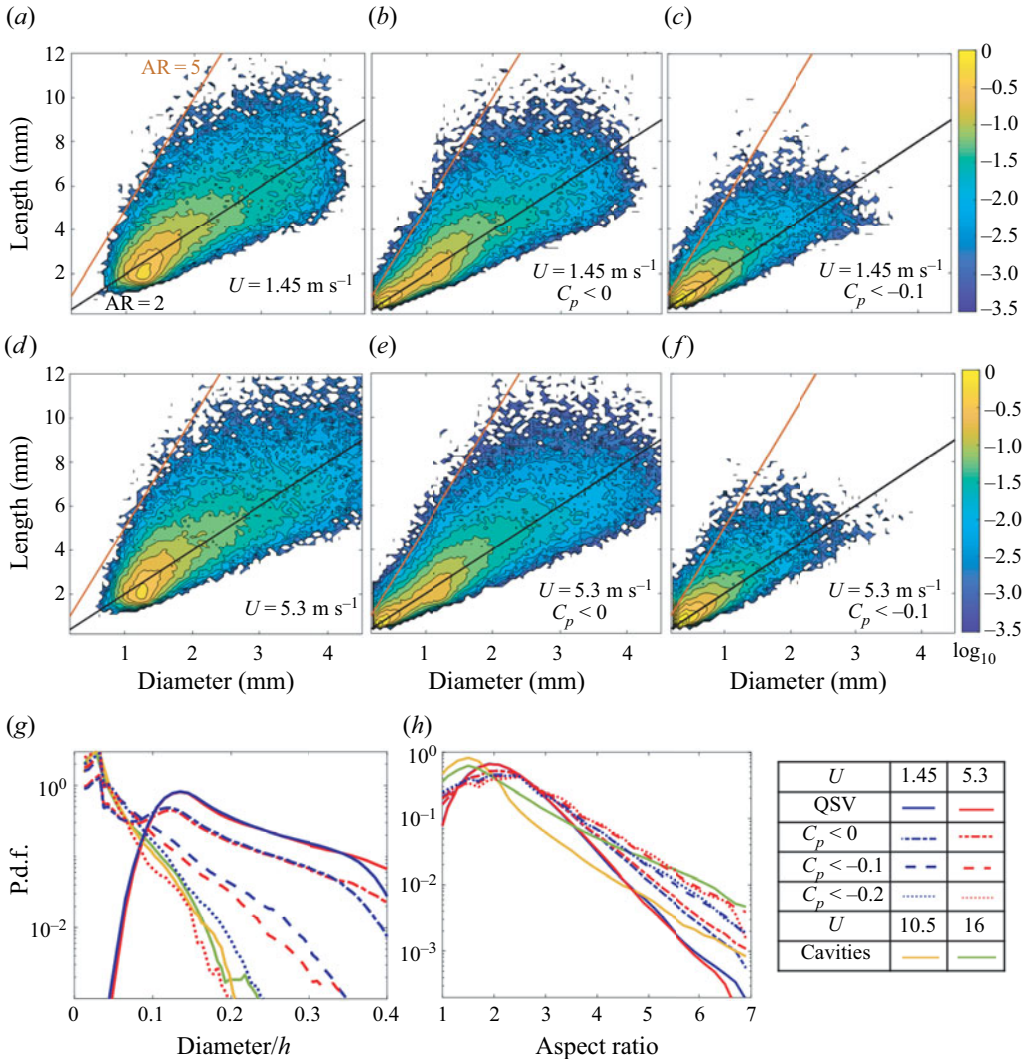 (a)
(b)
(c)
12
10
8
6
4
2
Length (mm)
AR = 5
AR = 2
U = 1.45 m s–1
U = 1.45 m s–1
Cp < 0
U = 1.45 m s–1
Cp < –0.1
0
–0.5
–1.0
–1.5
–2.0
–2.5
–3.0
–3.5
(d)
(e)
(f)
12
10
8
6
4
2
Length (mm)
U = 5.3 m s–1
U = 5.3 m s–1
Cp < 0
U = 5.3 m s–1
Cp < –0.1
0
–0.5
–1.0
–1.5
–2.0
–2.5
–3.0
–3.5
log10
1 2 3 4
1 2 3 4
1 2 3 4
Diameter (mm)
Diameter (mm)
Diameter (mm)
(g)
(h)
P.d.f.
100
10–2
0 0.1 0.2 0.3 0.4
Diameter/h
100
10–1
10–2
10–3
1 2 3 4 5 6 7
Aspect ratio
U 1.45 5.3
QSV
Cp < 0
Cp < –0.1
Cp < –0.2
U 10.5 16
Cavities